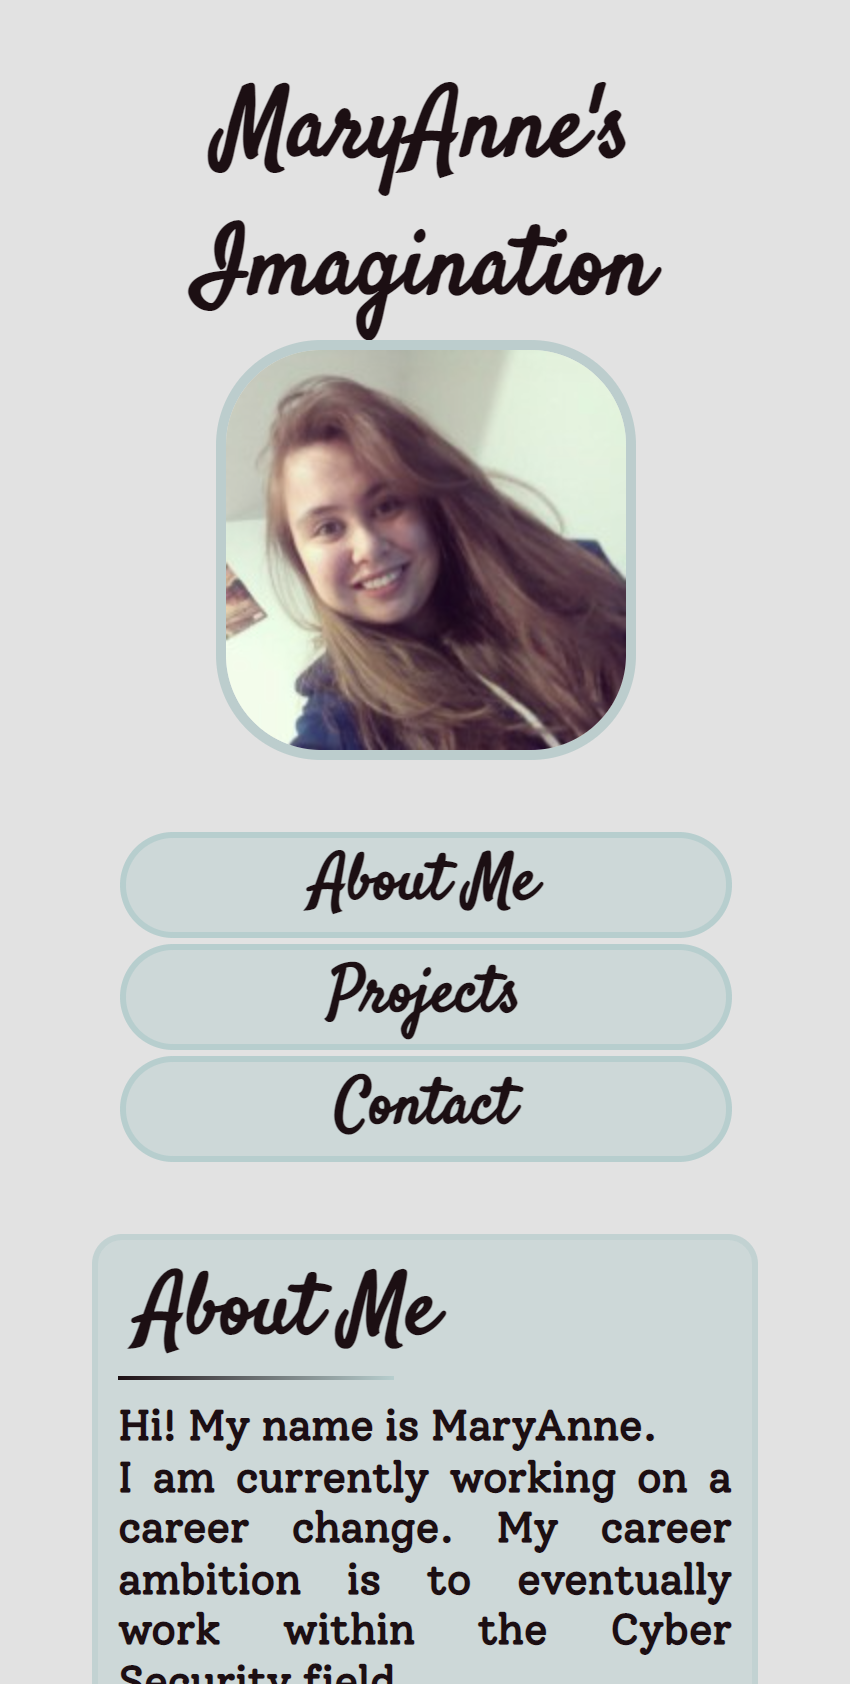 MaryAnne's
Imagination
About Me
Projects
Contact
About Me
Hi! My name is MaryAnne.
I am currently working on a
career change. My career
ambition is to eventually
work within the Cyber
Security field.